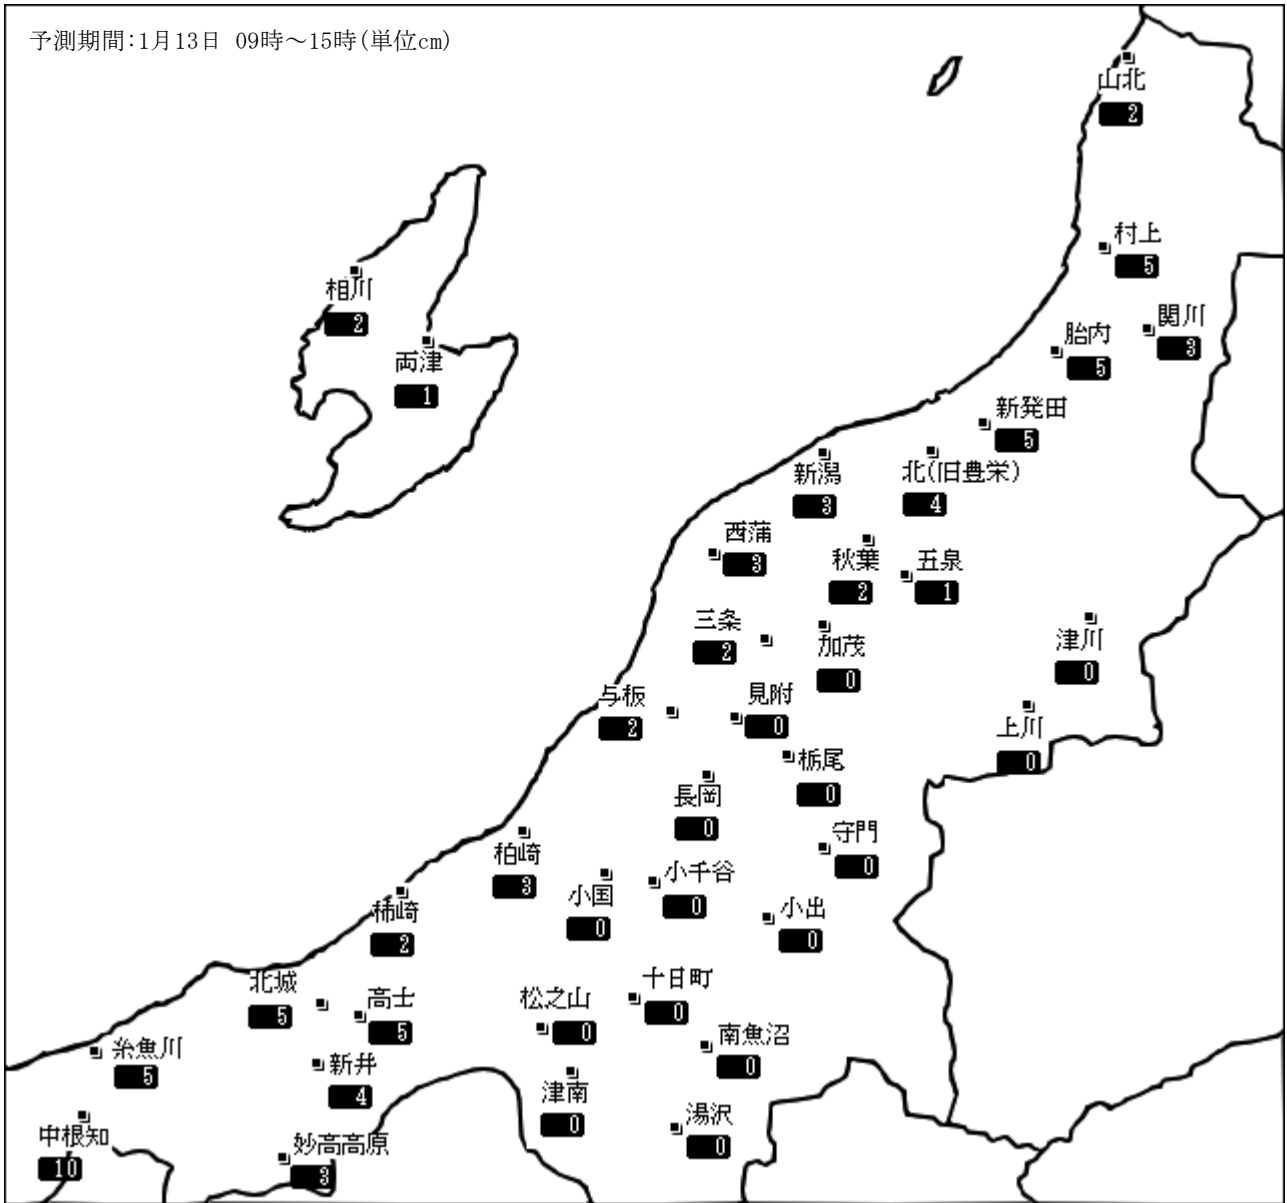 予測期間:1月13日 09時～15時(単位cm)
山北
2
村上
5
関川
3
胎内
5
新発田
5
相川
2
両津
1
新潟
3
北(旧豊栄)
4
西蒲
3
秋葉
2
五泉
1
三条
2
加茂
0
津川
0
与板
2
見附
0
上川
0
栃尾
0
長岡
0
守門
0
柏崎
3
小国
0
小千谷
0
小出
0
柿崎
2
北城
5
高士
5
松之山
0
十日町
0
南魚沼
0
糸魚川
5
新井
4
津南
0
湯沢
0
中根知
10
妙高高原
3